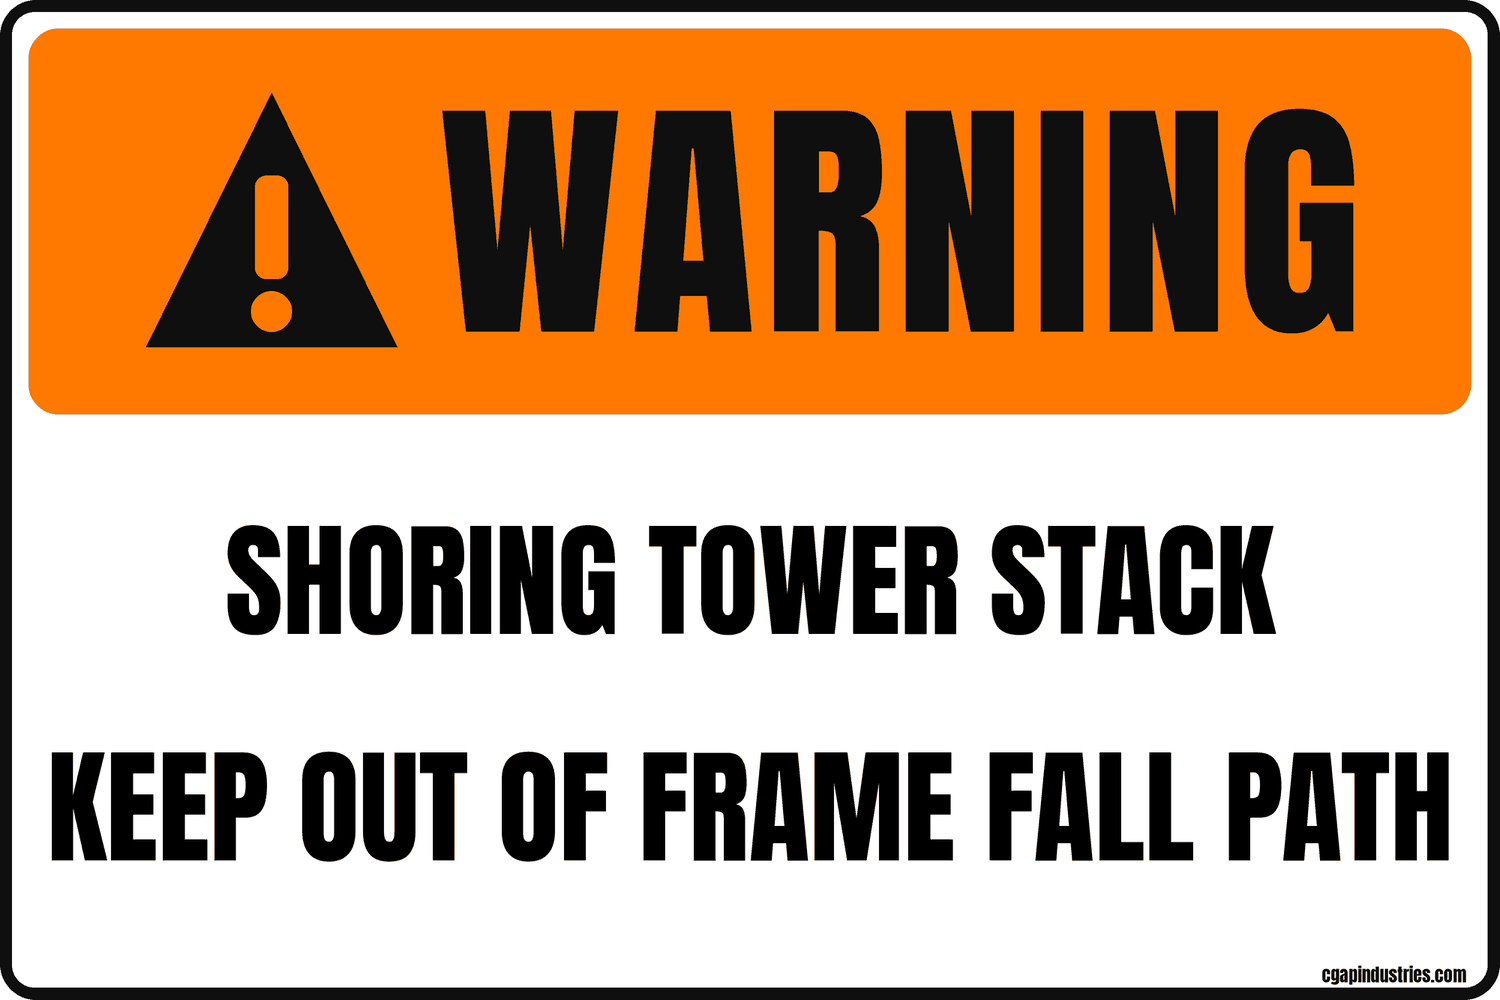 WARNING
SHORING TOWER STACK
KEEP OUT OF FRAME FALL PATH
cgapindustries.com